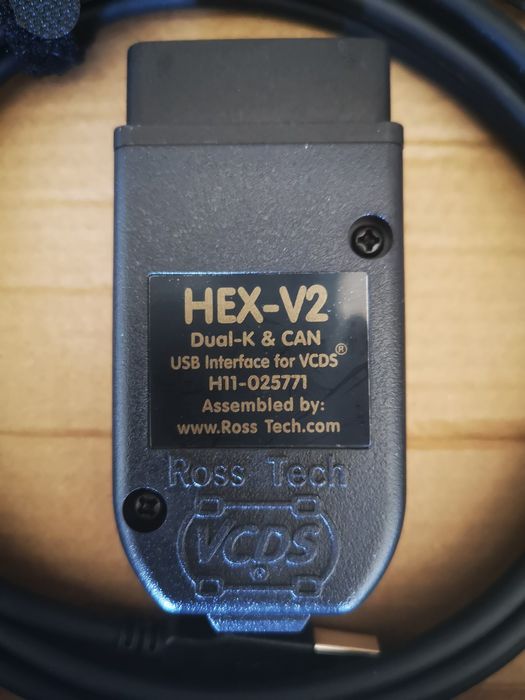 HEX-V2
Dual-K & CAN
USB Interface for VCDS®
H11-025771
Assembled by:
www.Ross Tech.com
Ross Tech
VCDS
®